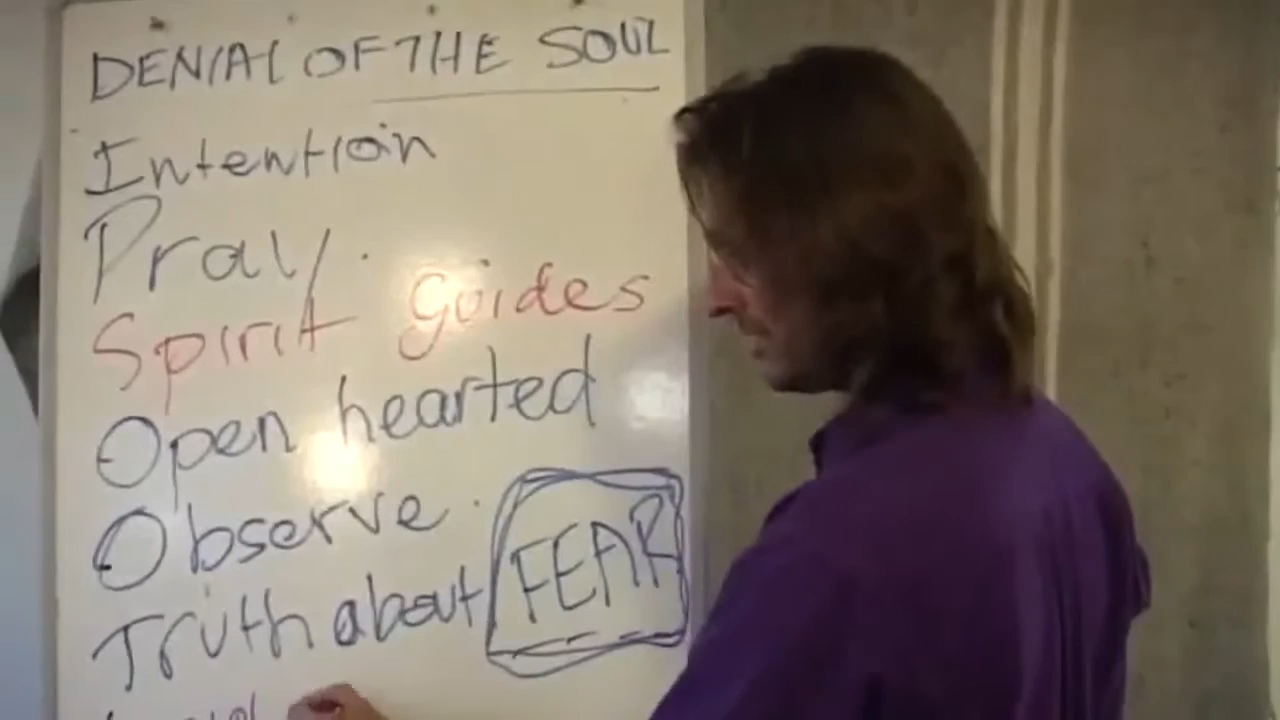 DENIAL OF THE SOUL
Intention
Pray.
Spirit Guides
Open hearted
Observe.
Truth about FEAR